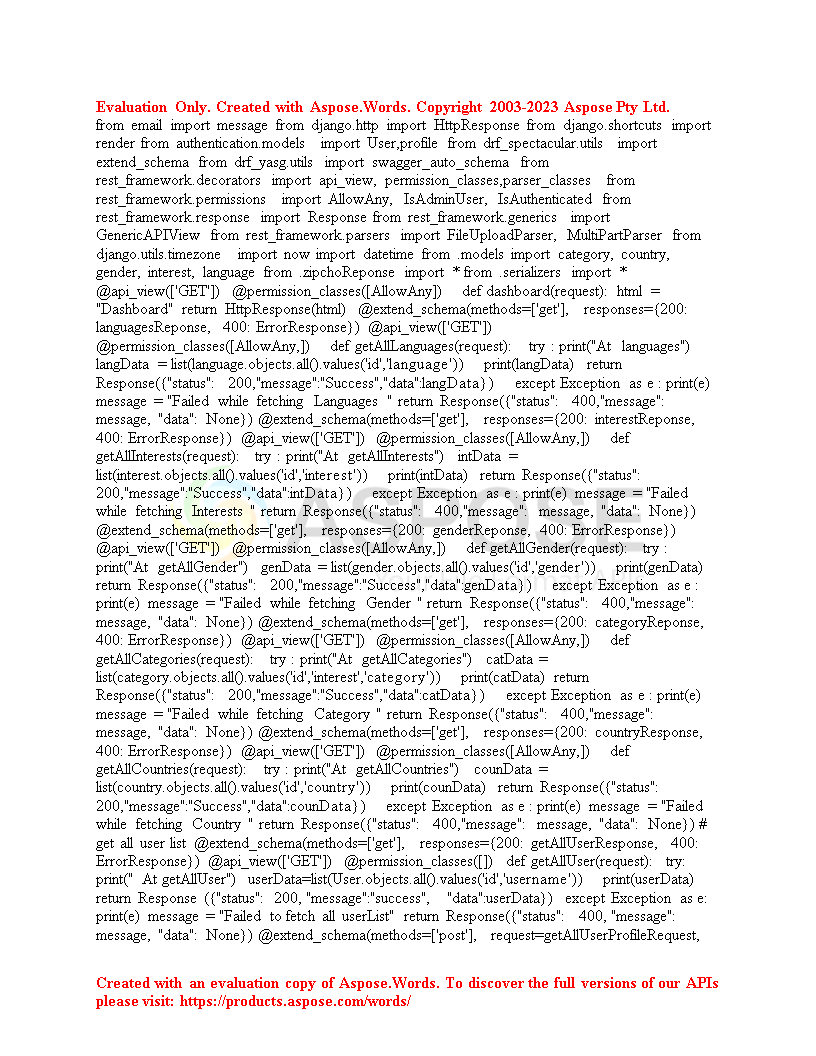 Evaluation Only. Created with Aspose.Words. Copyright 2003-2023 Aspose Pty Ltd.
from email import message from django.http import HttpResponse from django.shortcuts import
render from authentication.models import User,profile from drf_spectacular.utils import
extend_schema from drf_yasg.utils import swagger_auto_schema from
rest_framework.decorators import api_view, permission_classes,parser_classes from
rest_framework.permissions import AllowAny, IsAdminUser, IsAuthenticated from
rest_framework.response import Response from rest_framework.generics import
GenericAPIView from rest_framework.parsers import FileUploadParser, MultiPartParser from
django.utils.timezone import now import datetime from .models import category, country,
gender, interest, language from .zipchoReponse import * from .serializers import *
@api_view(['GET']) @permission_classes([AllowAny]) def dashboard(request): html =
"Dashboard" return HttpResponse(html) @extend_schema(methods=['get'], responses={200:
languagesReponse, 400: ErrorResponse}) @api_view(['GET'])
@permission_classes([AllowAny,]) def getAllLanguages(request): try : print("At languages")
langData = list(language.objects.all().values('id','language')) print(langData) return
Response({"status": 200,"message":"Success","data":langData}) except Exception as e : print(e)
message = "Failed while fetching Languages " return Response({"status": 400,"message":
message, "data": None}) @extend_schema(methods=['get'], responses={200: interestReponse,
400: ErrorResponse}) @api_view(['GET']) @permission_classes([AllowAny,]) def
getAllInterests(request): try : print("At getAllInterests") intData =
list(interest.objects.all().values('id','interest')) print(intData) return Response({"status":
200,"message":"Success","data":intData}) except Exception as e : print(e) message = "Failed
while fetching Interests " return Response({"status": 400,"message": message, "data": None})
@extend_schema(methods=['get'], responses={200: genderReponse, 400: ErrorResponse})
@api_view(['GET']) @permission_classes([AllowAny,]) def getAllGender(request): try :
print("At getAllGender") genData = list(gender.objects.all().values('id','gender')) print(genData)
return Response({"status": 200,"message":"Success","data":genData}) except Exception as e :
print(e) message = "Failed while fetching Gender " return Response({"status": 400,"message":
message, "data": None}) @extend_schema(methods=['get'], responses={200: categoryReponse,
400: ErrorResponse}) @api_view(['GET']) @permission_classes([AllowAny,]) def
getAllCategories(request): try : print("At getAllCategories") catData =
list(category.objects.all().values('id','interest','category')) print(catData) return
Response({"status": 200,"message":"Success","data":catData}) except Exception as e : print(e)
message = "Failed while fetching Category " return Response({"status": 400,"message":
message, "data": None}) @extend_schema(methods=['get'], responses={200: countryResponse,
400: ErrorResponse}) @api_view(['GET']) @permission_classes([AllowAny,]) def
getAllCountries(request): try : print("At getAllCountries") counData =
list(country.objects.all().values('id','country')) print(counData) return Response({"status":
200,"message":"Success","data":counData}) except Exception as e : print(e) message = "Failed
while fetching Country " return Response({"status": 400,"message": message, "data": None}) #
get all user list @extend_schema(methods=['get'], responses={200: getAllUserResponse, 400:
ErrorResponse}) @api_view(['GET']) @permission_classes([]) def getAllUser(request): try:
print(" At getAllUser") userData=list(User.objects.all().values('id','username')) print(userData)
return Response ({"status": 200, "message":"success", "data":userData}) except Exception as e:
print(e) message = "Failed to fetch all userList" return Response({"status": 400, "message":
message, "data": None}) @extend_schema(methods=['post'], request=getAllUserProfileRequest,
ASPOSE
Created with an evaluation copy of Aspose.Words. To discover the full versions of our APIs
please visit: https://products.aspose.com/words/